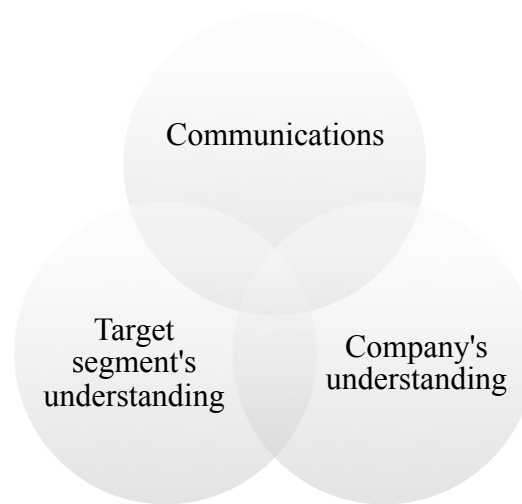 Communications
Target
segment's
understanding
Company's
understanding